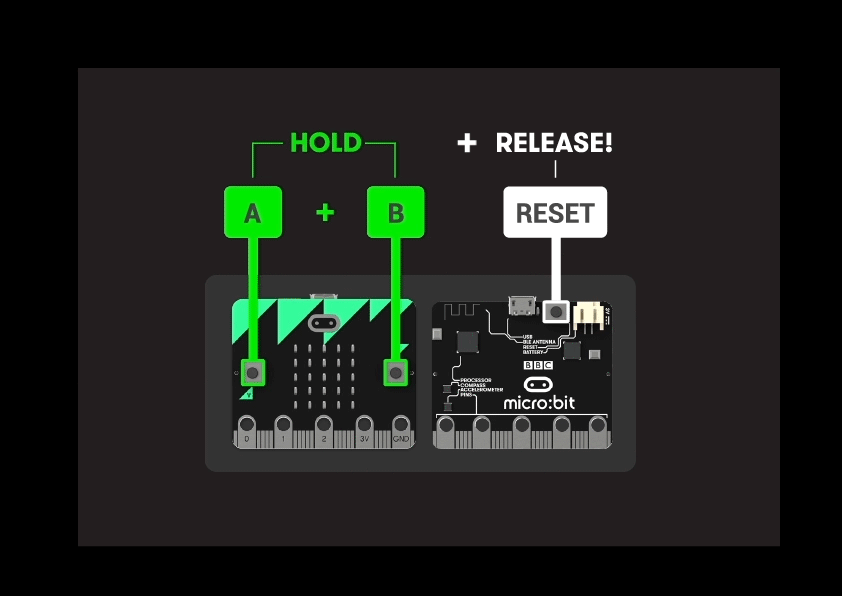 HOLD
+ RELEASE!
A + B
RESET
USB
BLE ANTENNA
RESET
BATTERY
BBC
PROCESSOR
COMPASS
ACCELEROMETER
PINS
micro:bit
0 1 2 3V GND